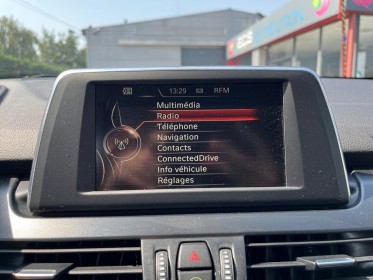 13:29 RFM
Multimédia
Radio
Téléphone
Navigation
Contacts
ConnectedDrive
Info véhicule
Réglages